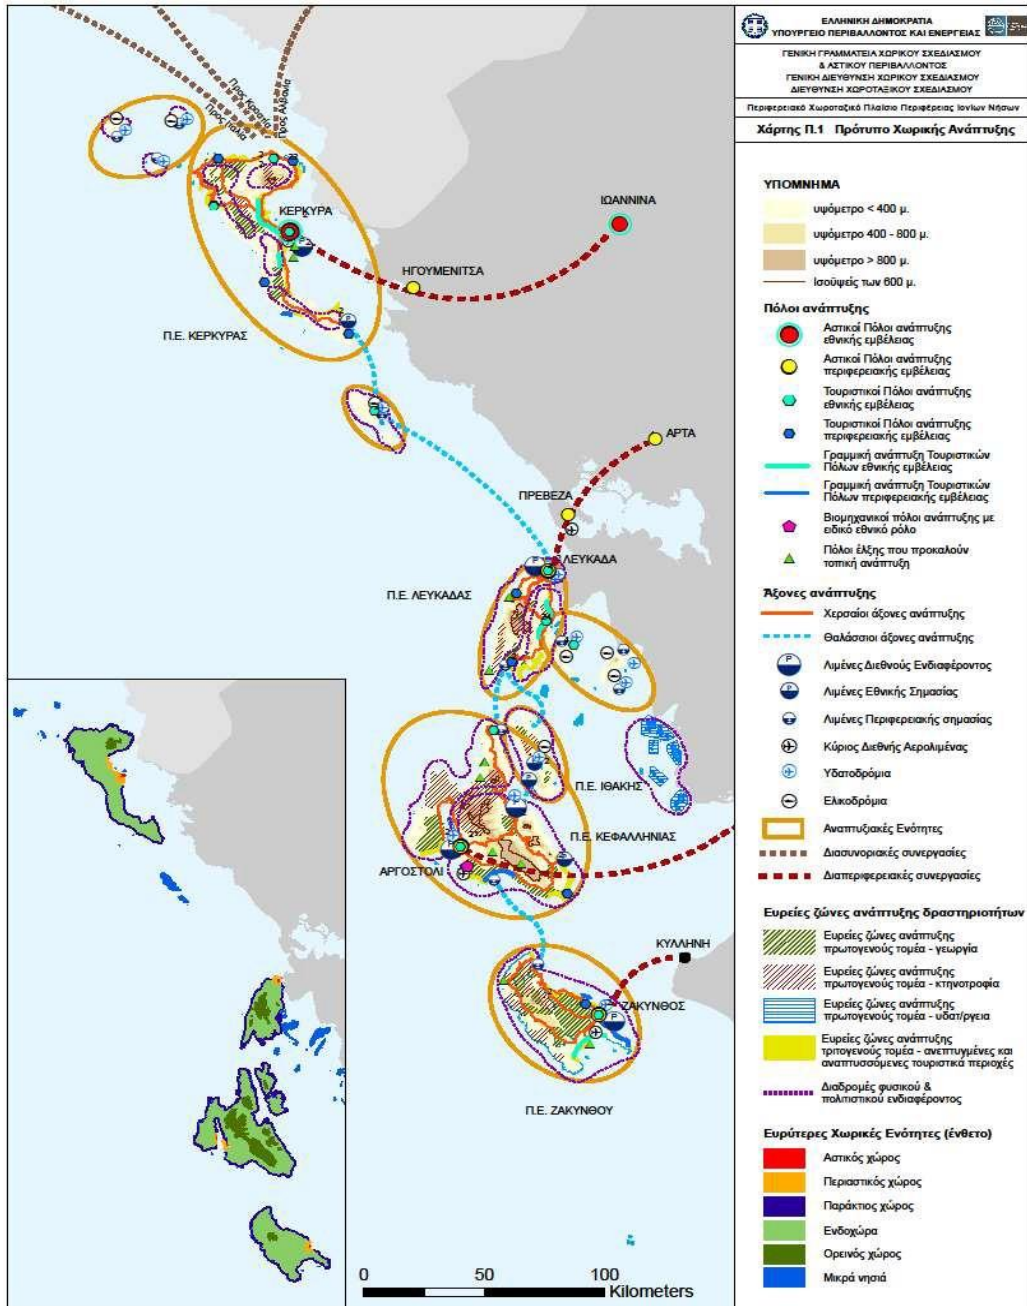 ΕΛΛΗΝΙΚΗ ΔΗΜΟΚΡΑΤΙΑ
ΥΠΟΥΡΓΕΙΟ ΠΕΡΙΒΑΛΛΟΝΤΟΣ ΚΑΙ ΕΝΕΡΓΕΙΑΣ
ΓΕΝΙΚΗ ΓΡΑΜΜΑΤΕΙΑ ΧΩΡΙΚΟΥ ΣΧΕΔΙΑΣΜΟΥ
& ΑΣΤΙΚΟΥ ΠΕΡΙΒΑΛΛΟΝΤΟΣ
ΓΕΝΙΚΗ ΔΙΕΥΘΥΝΣΗ ΧΩΡΙΚΟΥ ΣΧΕΔΙΑΣΜΟΥ
ΔΙΕΥΘΥΝΣΗ ΧΩΡΟΤΑΞΙΚΟΥ ΣΧΕΔΙΑΣΜΟΥ
Περιφερειακό Χωροταξικό Πλαίσιο Περιφέρειας Ιονίων Νήσων
Χάρτης Π.1 Πρότυπο Χωρικής Ανάπτυξης
ΥΠΟΜΝΗΜΑ
υψόμετρο < 400 μ.
υψόμετρο 400 - 800 μ.
υψόμετρο > 800 μ.
Ισοϋψείς των 600 μ.
Πόλοι ανάπτυξης
Αστικοί Πόλοι ανάπτυξης
εθνικής εμβέλειας
Αστικοί Πόλοι ανάπτυξης
περιφερειακής εμβέλειας
Τουριστικοί Πόλοι ανάπτυξης
εθνικής εμβέλειας
Τουριστικοί Πόλοι ανάπτυξης
περιφερειακής εμβέλειας
Γραμμική ανάπτυξη Τουριστικών
Πόλων εθνικής εμβέλειας
Γραμμική ανάπτυξη Τουριστικών
Πόλων περιφερειακής εμβέλειας
Βιομηχανικοί πόλοι ανάπτυξης με
ειδικό εθνικό ρόλο
Πόλοι έλξης που προκαλούν
τοπική ανάπτυξη
Άξονες ανάπτυξης
Χερσαίοι άξονες ανάπτυξης
Θαλάσσιοι άξονες ανάπτυξης
P
Λιμένες Διεθνούς Ενδιαφέροντος
P
Λιμένες Εθνικής Σημασίας
Λιμένες Περιφερειακής σημασίας
Κύριος Διεθνής Αερολιμένας
Υδατοδρόμια
Ελικοδρόμια
Αναπτυξιακές Ενότητες
Διασυνοριακές συνεργασίες
Διαπεριφερειακές συνεργασίες
Ευρείες ζώνες ανάπτυξης δραστηριοτήτων
Ευρείες ζώνες ανάπτυξης
πρωτογενούς τομέα - γεωργία
Ευρείες ζώνες ανάπτυξης
πρωτογενούς τομέα - κτηνοτροφία
Ευρείες ζώνες ανάπτυξης
πρωτογενούς τομέα - υδατ/ργεια
Ευρείες ζώνες ανάπτυξης
τριτογενούς τομέα - ανεπτυγμένες και
αναπτυσσόμενες τουριστικά περιοχές
Διαδρομές φυσικού &
πολιτιστικού ενδιαφέροντος
Ευρύτερες Χωρικές Ενότητες (ένθετο)
Αστικός χώρος
Περιαστικός χώρος
Παράκτιος χώρος
Ενδοχώρα
Ορεινός χώρος
Μικρά νησιά
Προς Ιταλία
Προς Κροατία
Προς Αλβανία
ΚΕΡΚΥΡΑ
ΙΩΑΝΝΙΝΑ
ΗΓΟΥΜΕΝΙΤΣΑ
Π.Ε. ΚΕΡΚΥΡΑΣ
ΑΡΤΑ
ΠΡΕΒΕΖΑ
ΛΕΥΚΑΔΑ
Π.Ε. ΛΕΥΚΑΔΑΣ
Π.Ε. ΙΘΑΚΗΣ
Π.Ε. ΚΕΦΑΛΛΗΝΙΑΣ
ΑΡΓΟΣΤΟΛΙ
ΚΥΛΛΗΝΗ
ΖΑΚΥΝΘΟΣ
Π.Ε. ΖΑΚΥΝΘΟΥ
0 50 100
Kilometers